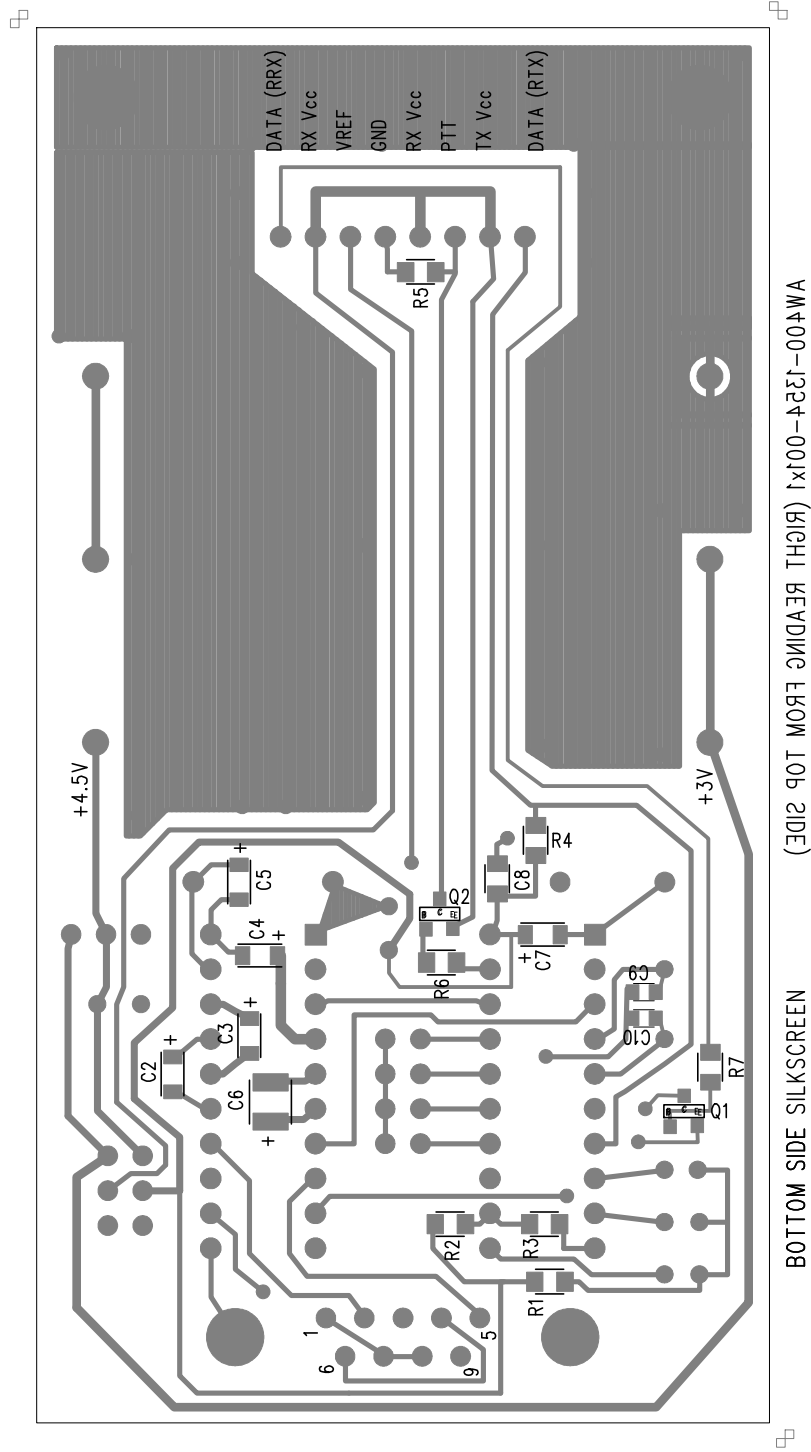 DATA (RRX)
RX Vcc
VREF
GND
RX Vcc
PTT
TX Vcc
DATA (RTX)
R5
AW400-1354-001x1 (RIGHT READING FROM TOP SIDE)
+4.5V
+3V
R4
C8
C5
Q2
B C E
C4
+
+
C7
+
R6
C9
C10
C3
+
C2
+
C6
+
R7
Q1
B C E
R2
R3
R1
1
5
6
9
BOTTOM SIDE SILKSCREEN